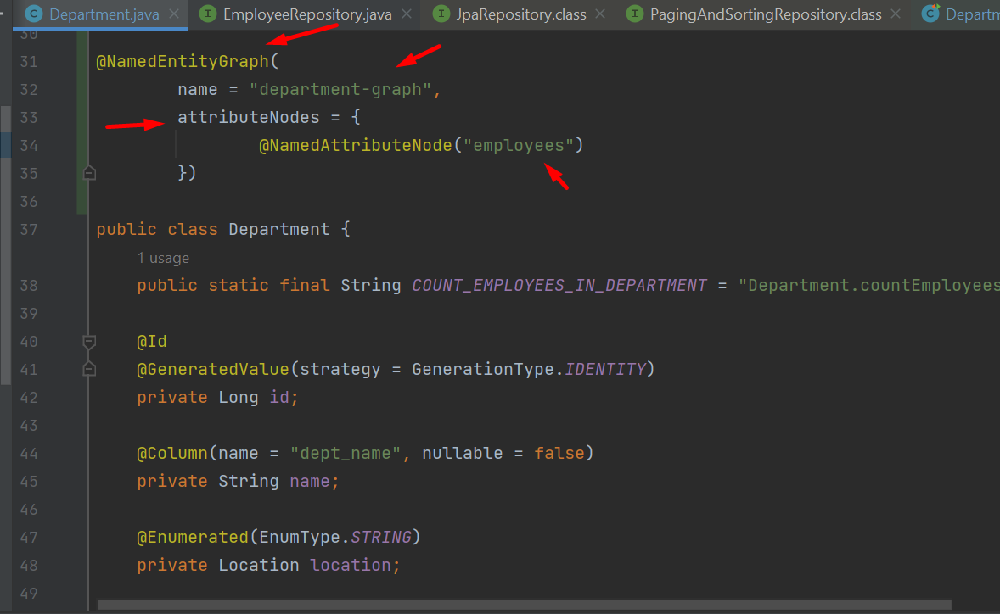 Department.java EmployeeRepository.java JpaRepository.class PagingAndSortingRepository.class Departm
30
31 @NamedEntityGraph(
32 name = "department-graph",
33 attributeNodes = {
34 @NamedAttributeNode("employees")
35 })
36
37 public class Department {
1 usage
38 public static final String COUNT_EMPLOYEES_IN_DEPARTMENT = "Department.countEmployees
39
40 @Id
41 @GeneratedValue(strategy = GenerationType.IDENTITY)
42 private Long id;
43
44 @Column(name = "dept_name", nullable = false)
45 private String name;
46
47 @Enumerated(EnumType.STRING)
48 private Location location;
49